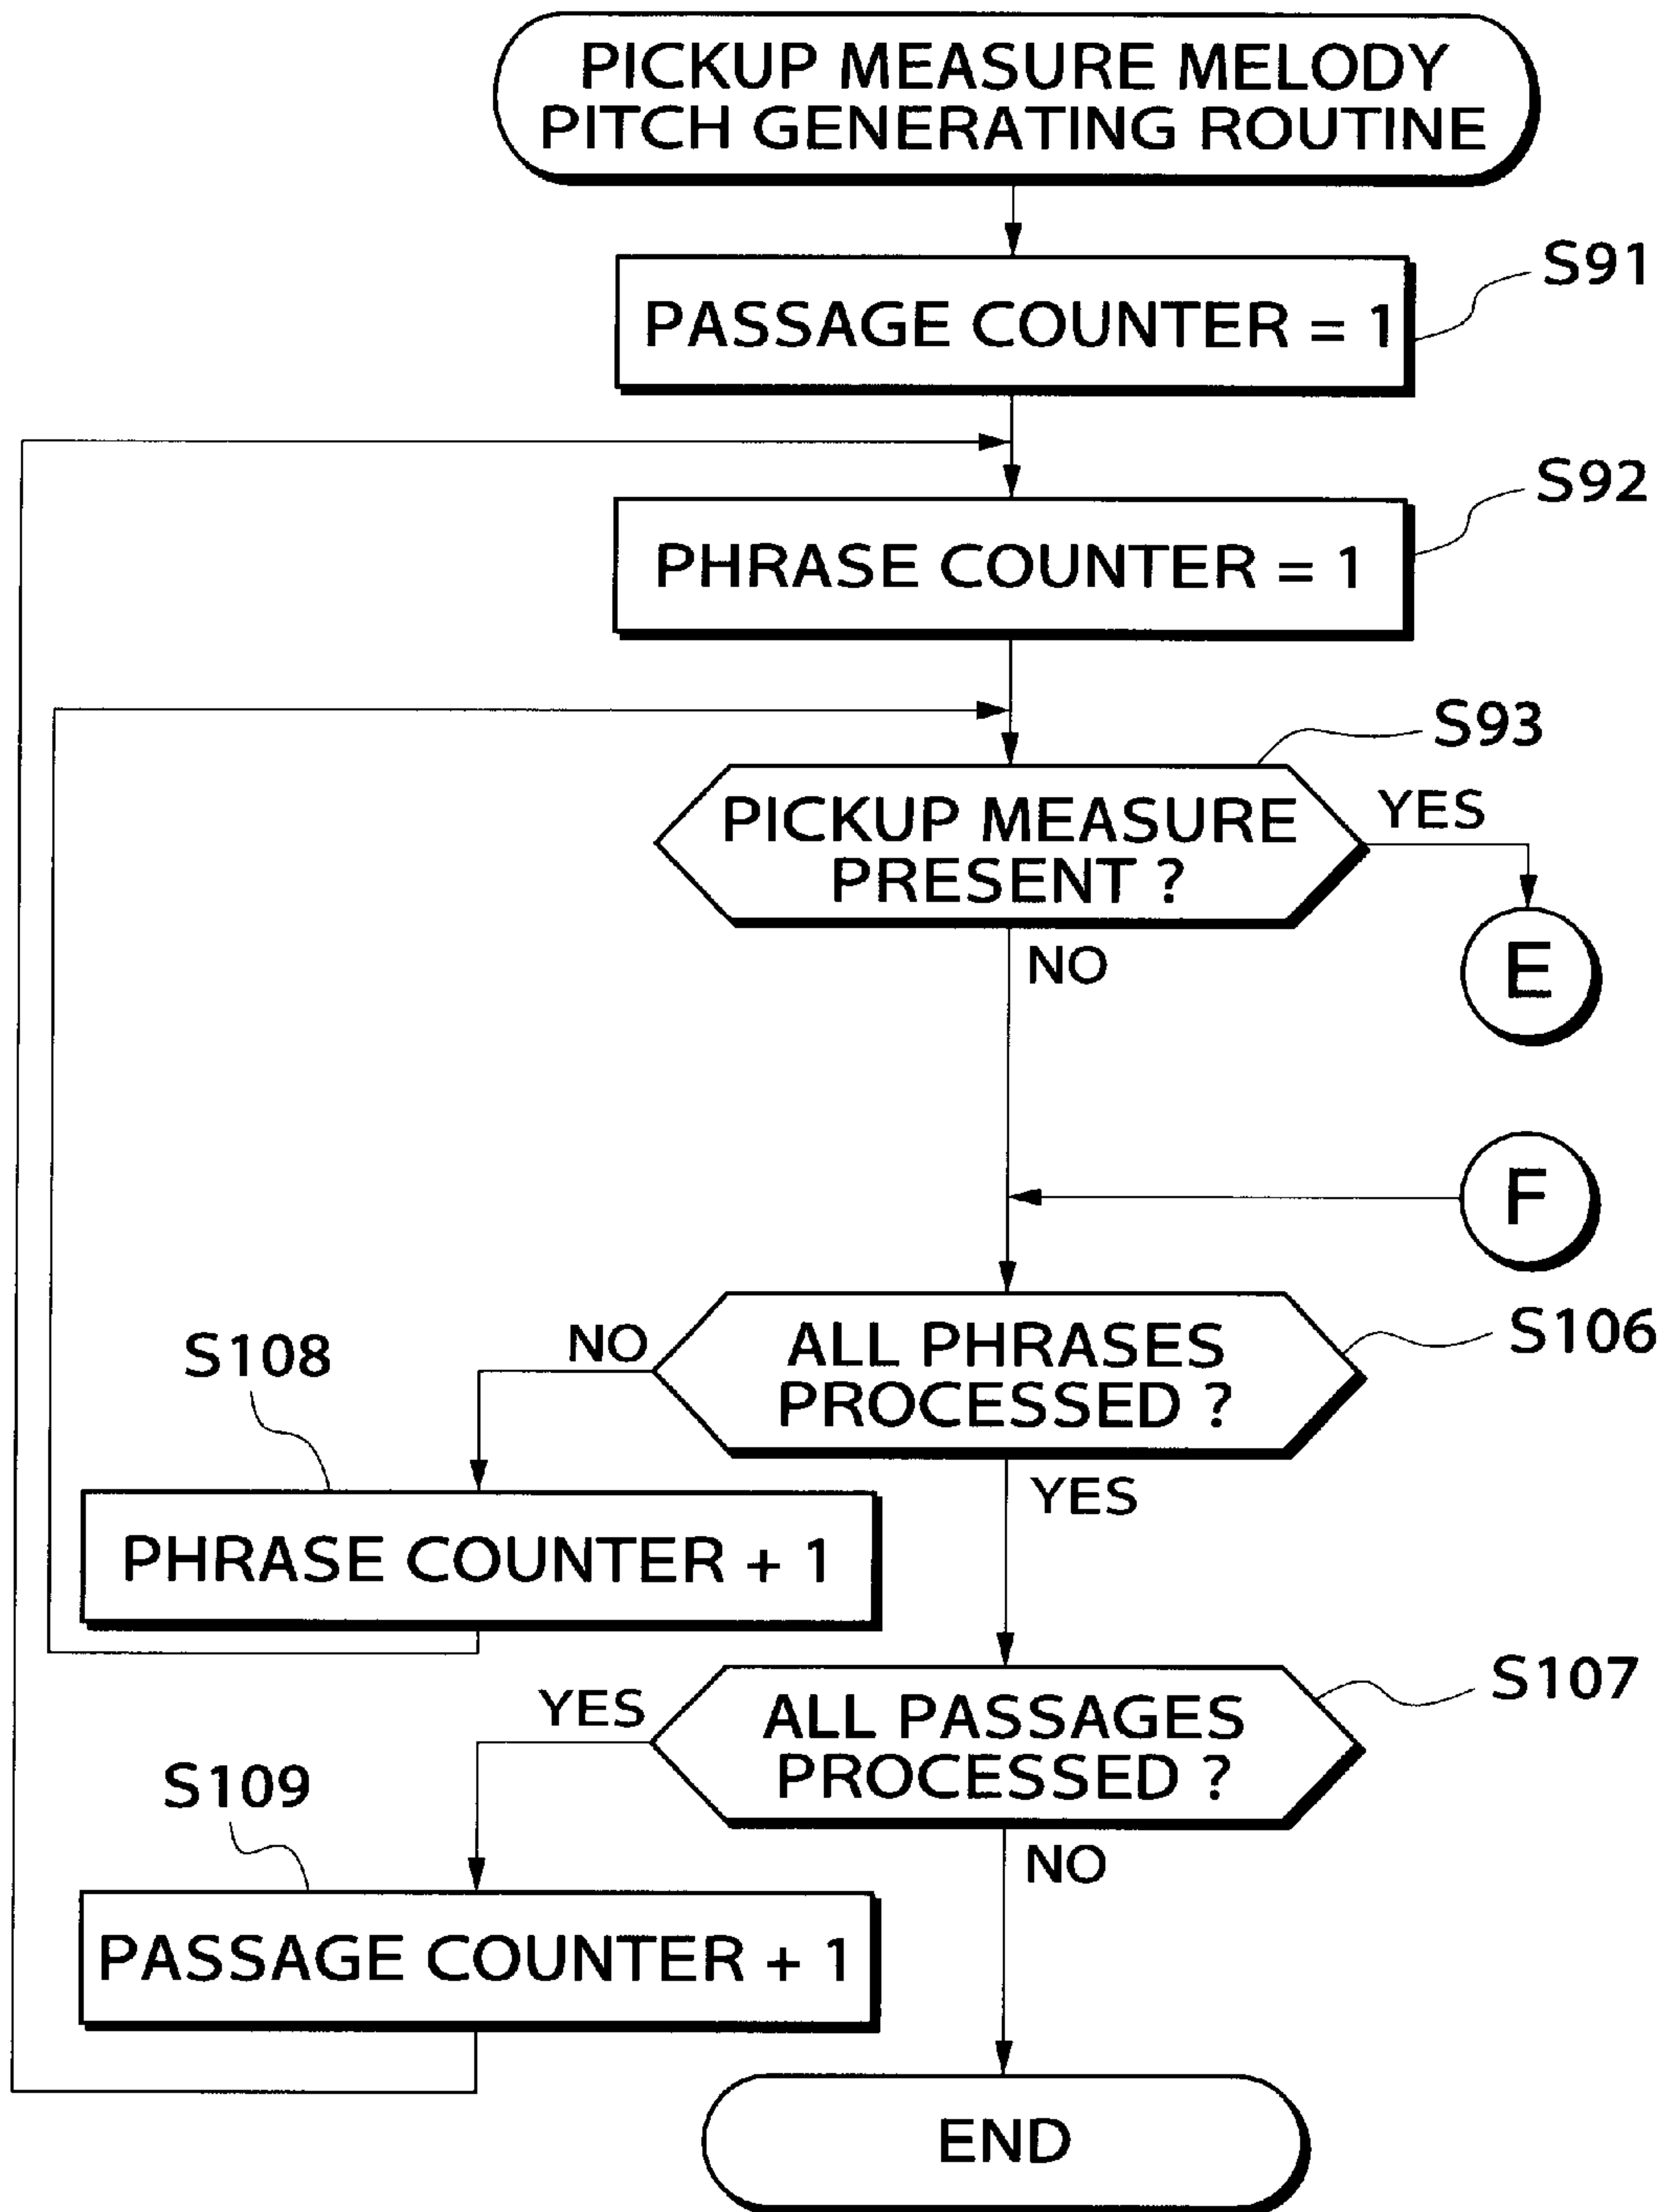 PICKUP MEASURE MELODY
PITCH GENERATING ROUTINE
S91
PASSAGE COUNTER = 1
S92
PHRASE COUNTER = 1
S93
PICKUP MEASURE
PRESENT ?
YES
NO
E
F
S106
ALL PHRASES
PROCESSED ?
NO
YES
S108
PHRASE COUNTER + 1
S107
ALL PASSAGES
PROCESSED ?
YES
NO
S109
PASSAGE COUNTER + 1
END